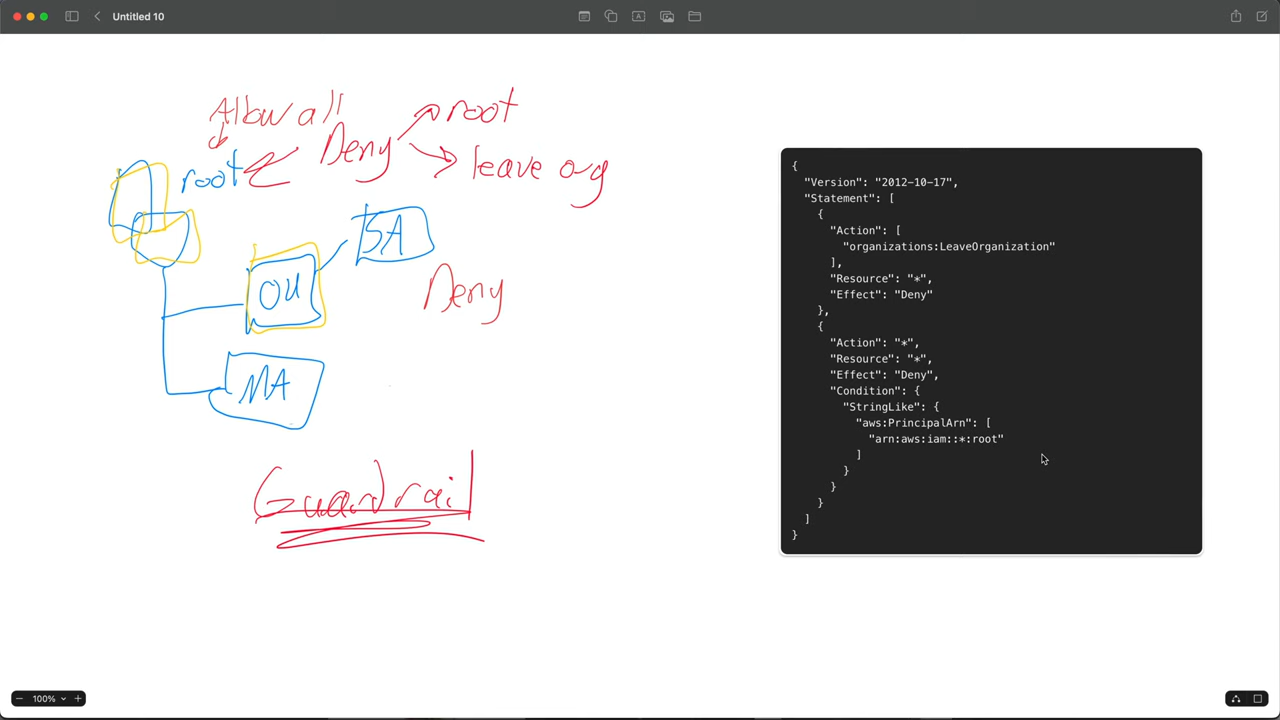 Untitled 10
Allow all
Deny
root
leave org
root
SA
OU
Deny
MA
Guardrail
{
"Version": "2012-10-17",
"Statement": [
{
"Action": [
"organizations:LeaveOrganization"
],
"Resource": "*",
"Effect": "Deny"
},
{
"Action": "*",
"Resource": "*",
"Effect": "Deny",
"Condition": {
"StringLike": {
"aws:PrincipalArn": [
"arn:aws:iam::*:root"
]
}
}
}
]
}
100%